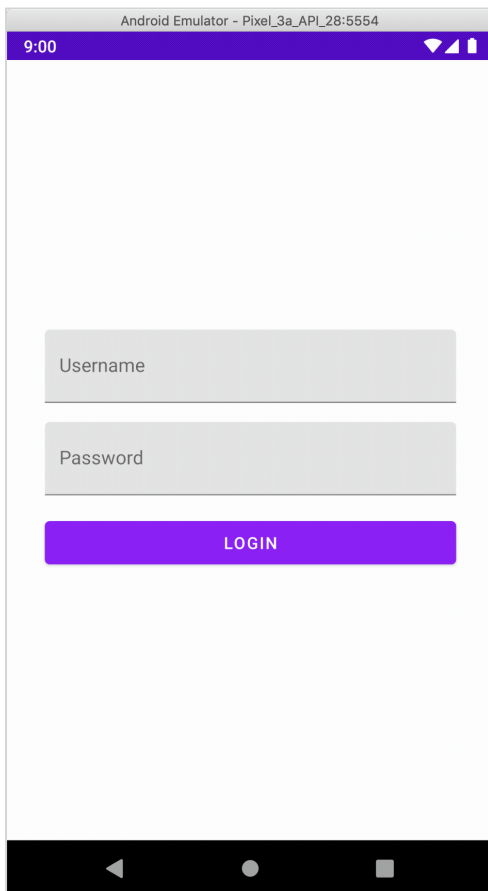 Android Emulator - Pixel_3a_API_28:5554
9:00
Username
Password
LOGIN